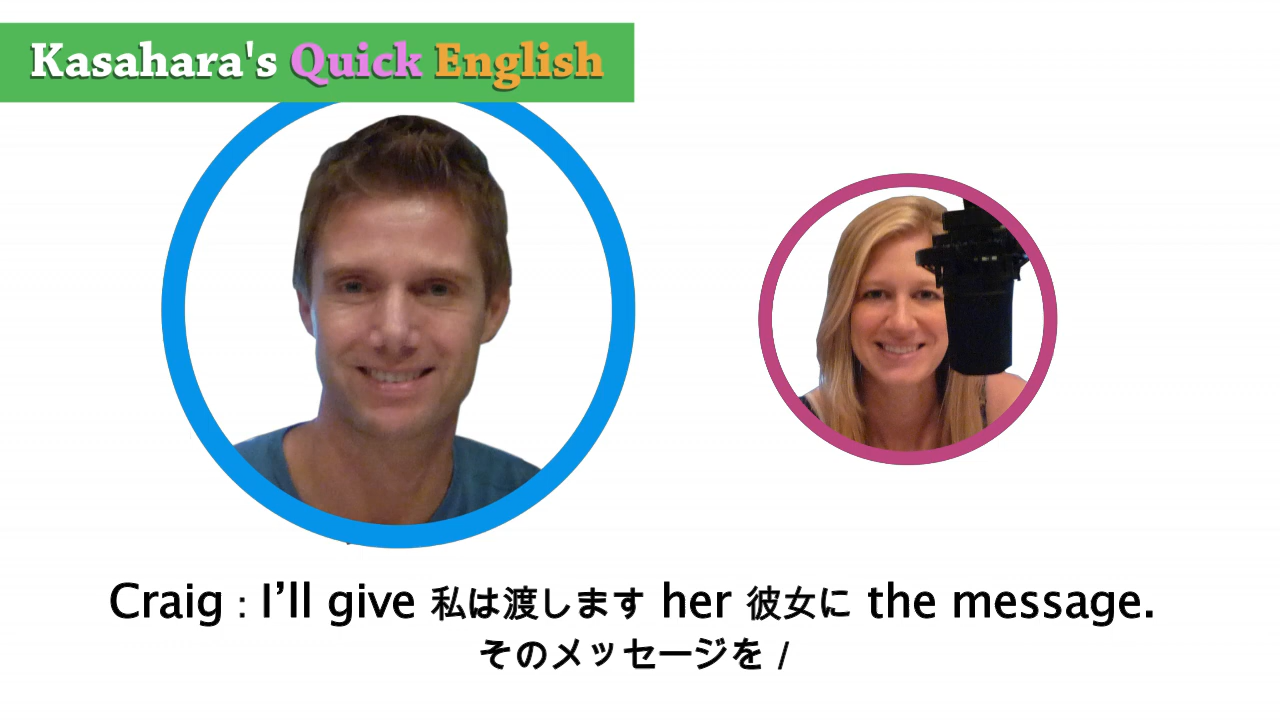 Kasahara's Quick English
Craig : I’ll give 私は渡します her 彼女に the message.
そのメッセージを /